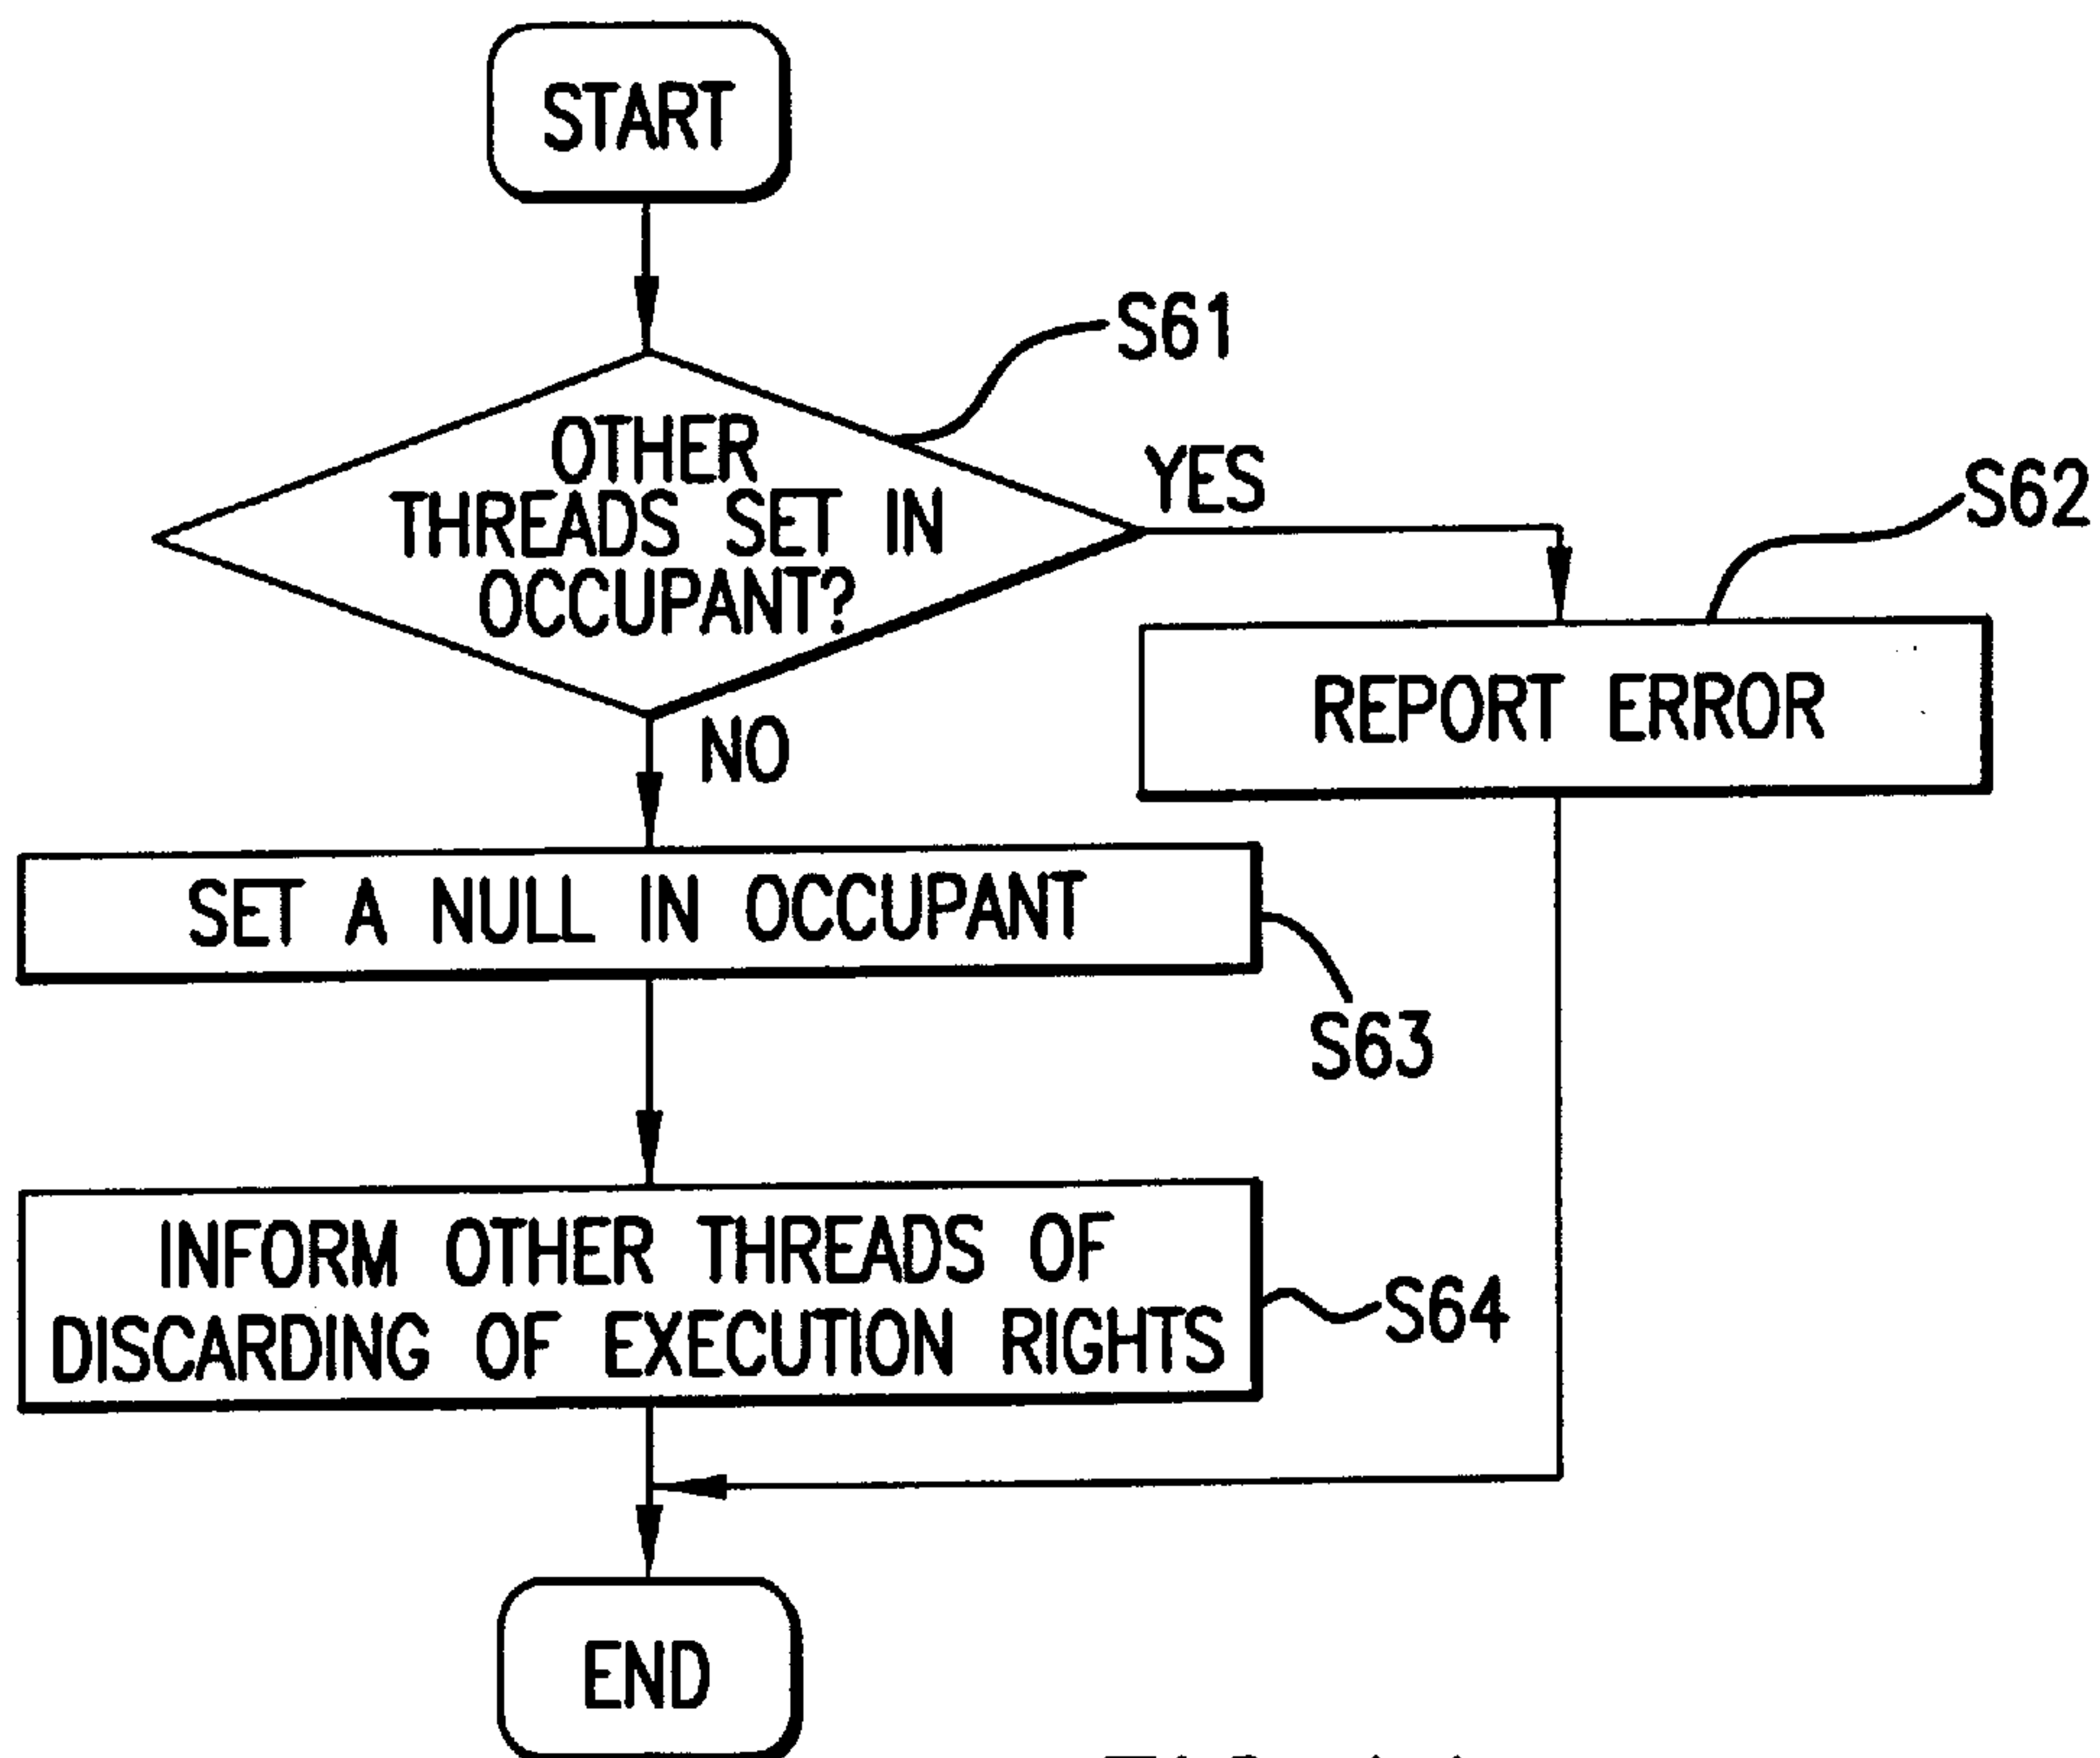 START
S61
OTHER
THREADS SET IN
OCCUPANT?
YES
S62
REPORT ERROR
NO
SET A NULL IN OCCUPANT
S63
INFORM OTHER THREADS OF
DISCARDING OF EXECUTION RIGHTS
S64
END